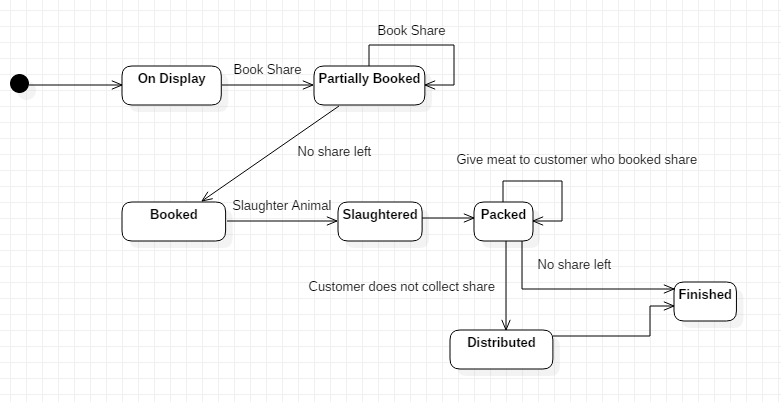 Book Share
On Display
Book Share
Partially Booked
No share left
Give meat to customer who booked share
Booked
Slaughter Animal
Slaughtered
Packed
No share left
Customer does not collect share
Finished
Distributed